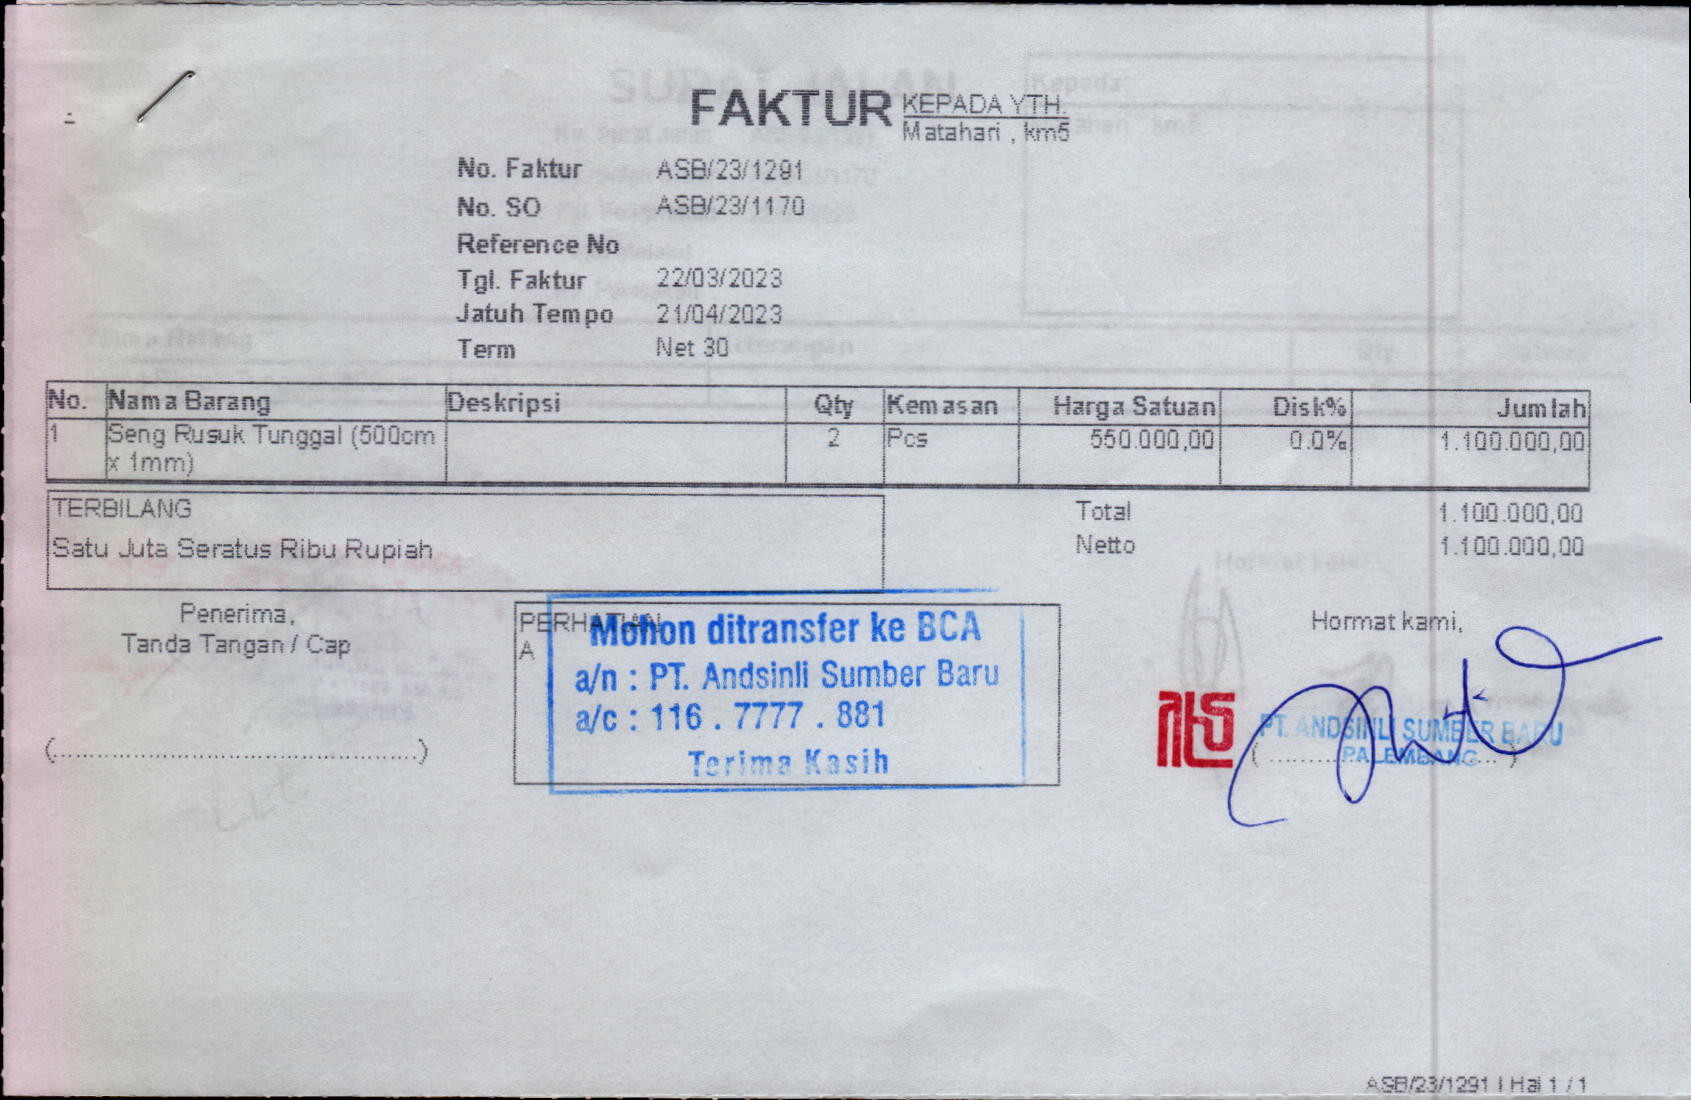 FAKTUR
KEPADA YTH.
Matahari , km5
No. Faktur ASB/23/1291
No. SO ASB/23/1170
Reference No
Tgl. Faktur 22/03/2023
Jatuh Tempo 21/04/2023
Term Net 30
No. Nama Barang Deskripsi Qty Kemasan Harga Satuan Disk% Jumlah
1 Seng Rusuk Tunggal (500cm 2 Pcs 550.000,00 0.0% 1.100.000,00
x 1mm)
TERBILANG
Satu Juta Seratus Ribu Rupiah
Total 1.100.000,00
Netto 1.100.000,00
Penerima,
Tanda Tangan / Cap
(.................................................)
PERHATIAN
A
Mohon ditransfer ke BCA
a/n : PT. Andsinli Sumber Baru
a/c : 116 . 7777 . 881
Terima Kasih
Hormat kami,
PT. ANDSINLI SUMBER BARU
PALEMBANG
ASB/23/1291 | Hal 1 / 1